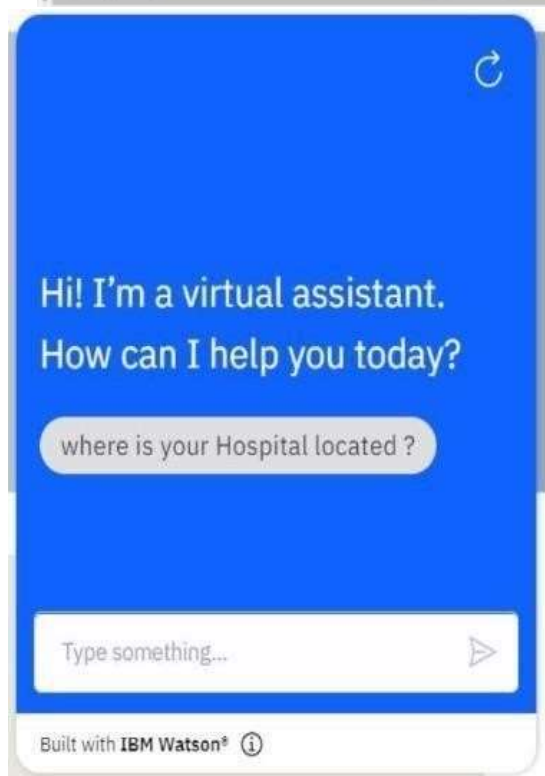 Hi! I'm a virtual assistant.
How can I help you today?
where is your Hospital located ?
Type something...
Built with IBM Watson®